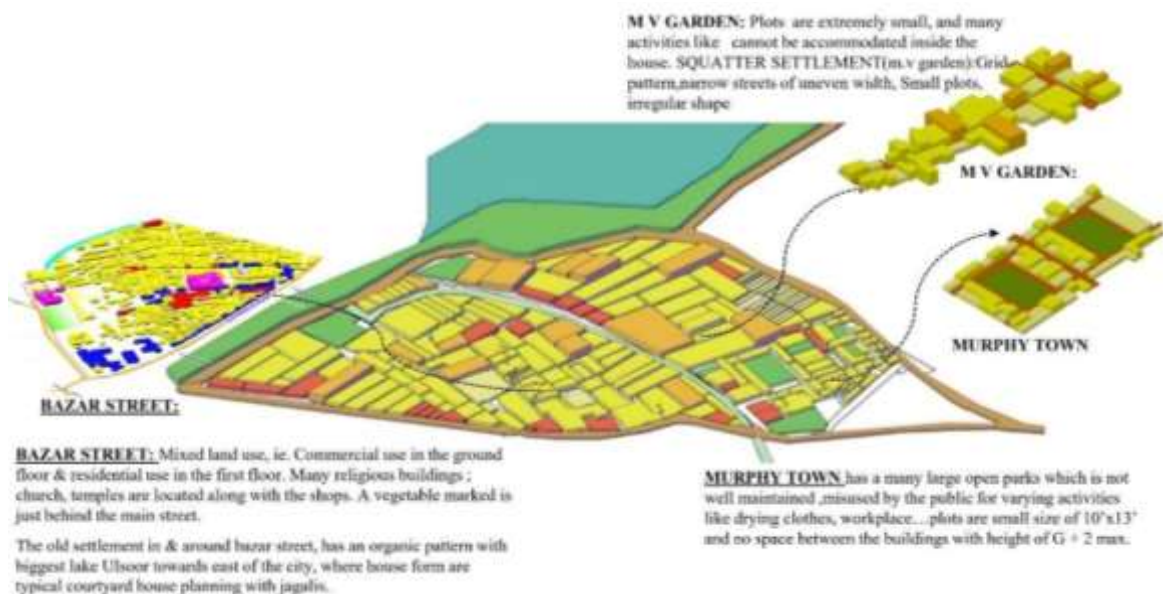 M V GARDEN: Plots are extremely small, and many
activities like cannot be accommodated inside the
house. SQUATTER SETTLEMENT(m.v garden):Grid
pattern,narrow streets of uneven width, Small plots,
irregular shape
M V GARDEN:
MURPHY TOWN
BAZAR STREET:
BAZAR STREET: Mixed land use, ie. Commercial use in the ground
floor & residential use in the first floor. Many religious buildings ;
church, temples are located along with the shops. A vegetable marked is
just behind the main street.
The old settlement in & around bazar street, has an organic pattern with
biggest lake Ulsoor towards east of the city, where house form are
typical courtyard house planning with jagalis.
MURPHY TOWN has a many large open parks which is not
well maintained ,misused by the public for varying activities
like drying clothes, workplace…plots are small size of 10"x13"
and no space between the buildings with height of G + 2 max.